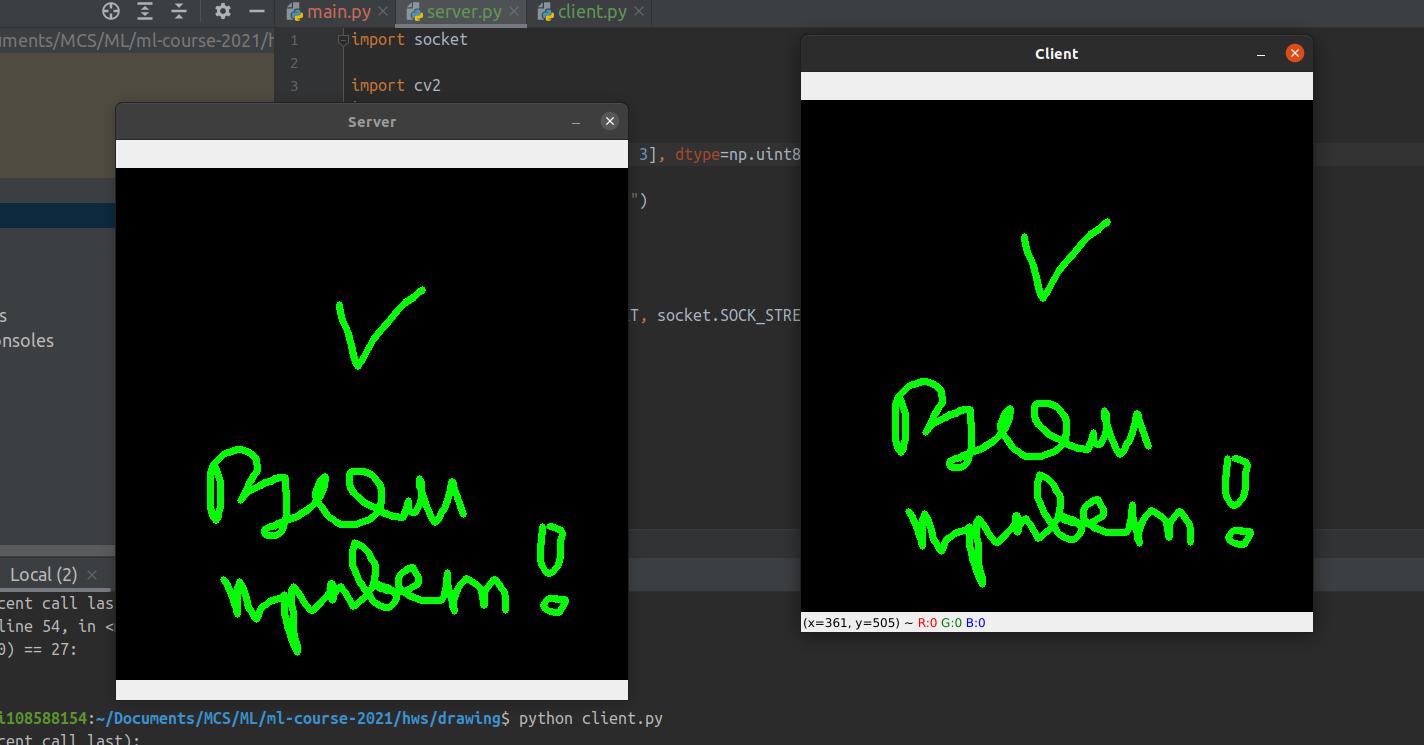 main.py server.py client.py
uments/MCS/ML/ml-course-2021/h
1 import socket
2
3 import cv2
Server
Client
3], dtype=np.uint8
")
T, socket.SOCK_STRE
s
onsoles
Всем
привет!
Всем
привет!
(x=361, y=505) ~ R:0 G:0 B:0
Local (2)
cent call las
line 54, in <
0) == 27:
i108588154:~/Documents/MCS/ML/ml-course-2021/hws/drawing$ python client.py
cent call last):